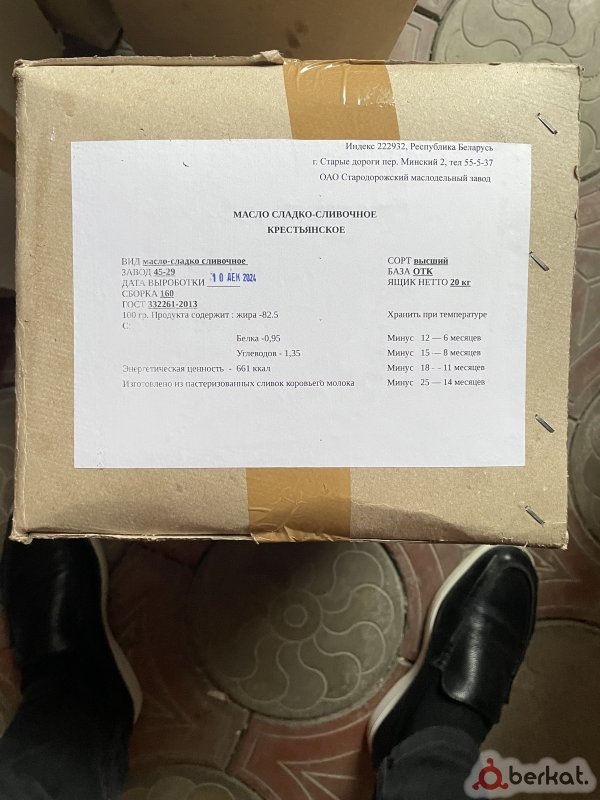 Индекс 222932, Республика Беларусь
г. Старые дороги пер. Минский 2, тел 55-5-37
ОАО Стародорожский маслодельный завод
МАСЛО СЛАДКО-СЛИВОЧНОЕ
КРЕСТЬЯНСКОЕ
ВИД масло-сладко сливочное
ЗАВОД 45-29
ДАТА ВЫРОБОТКИ 10 ДЕК 2024
СБОРКА 160
ГОСТ 332261-2013
100 гр. Продукта содержит : жира -82.5
С:
Белка -0,95
Углеводов - 1,35
Энергетическая ценность - 661 ккал
Изготовлено из пастеризованных сливок коровьего молока
СОРТ высший
БАЗА ОТК
ЯЩИК НЕТТО 20 кг
Хранить при температуре
Минус 12 — 6 месяцев
Минус 15 — 8 месяцев
Минус 18 - - 11 месяцев
Минус 25 — 14 месяцев
berkat.